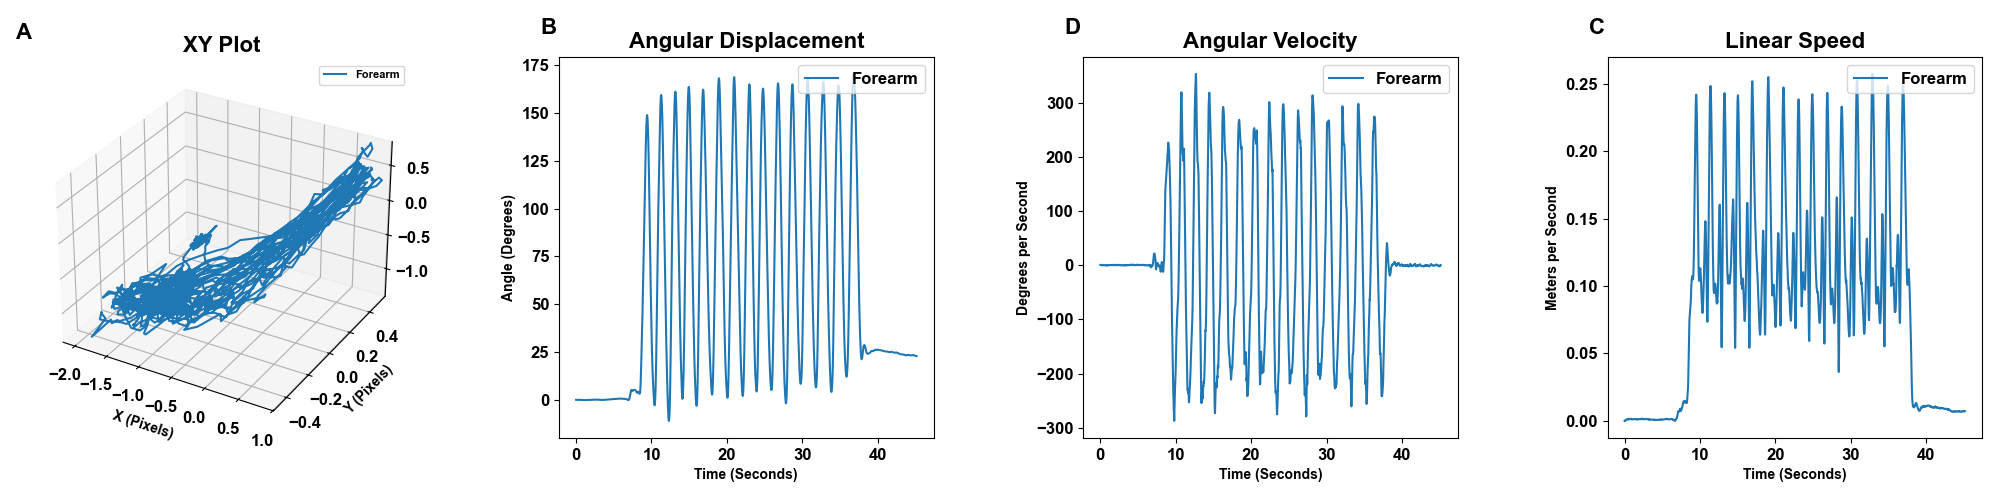 A
XY Plot
Forearm
0.5
0.0
−0.5
−1.0
0.4
0.2
0.0
−0.2
−0.4
Y (Pixels)
−2.0
−1.5
−1.0
−0.5
0.0
0.5
1.0
X (Pixels)
B
Angular Displacement
Forearm
175
150
125
100
75
50
25
0
Angle (Degrees)
0 10 20 30 40
Time (Seconds)
D
Angular Velocity
Forearm
300
200
100
0
−100
−200
−300
Degrees per Second
0 10 20 30 40
Time (Seconds)
C
Linear Speed
Forearm
0.25
0.20
0.15
0.10
0.05
0.00
Meters per Second
0 10 20 30 40
Time (Seconds)